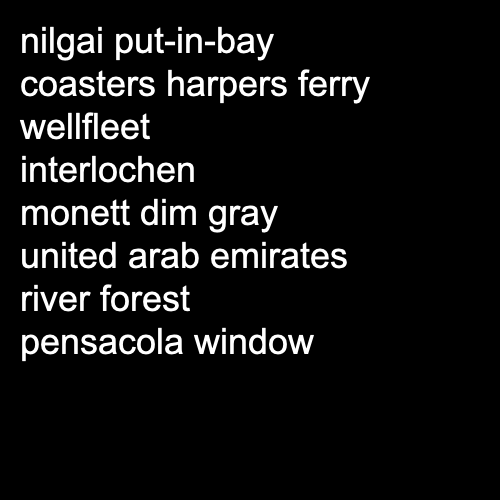 nilgai put-in-bay
coasters harpers ferry
wellfleet
interlochen
monett dim gray
united arab emirates
river forest
pensacola window